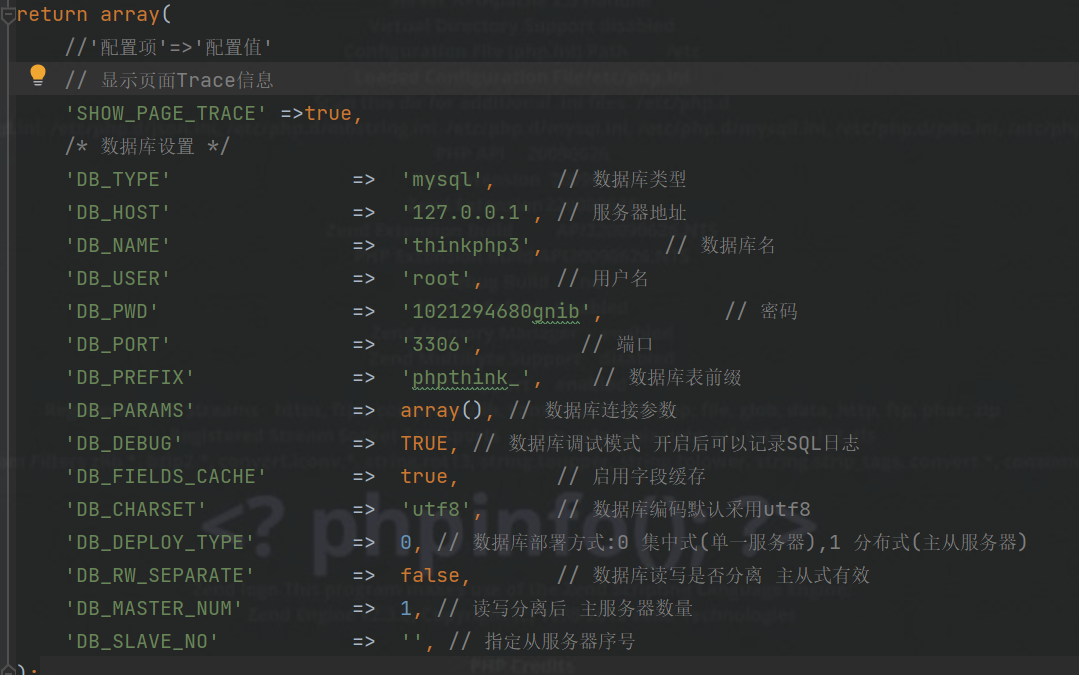 return array(
//'配置项'=>'配置值'
// 显示页面Trace信息
'SHOW_PAGE_TRACE' =>true,
/* 数据库设置 */
'DB_TYPE' => 'mysql', // 数据库类型
'DB_HOST' => '127.0.0.1', // 服务器地址
'DB_NAME' => 'thinkphp3', // 数据库名
'DB_USER' => 'root', // 用户名
'DB_PWD' => '1021294680gnib', // 密码
'DB_PORT' => '3306', // 端口
'DB_PREFIX' => 'phpthink_', // 数据库表前缀
'DB_PARAMS' => array(), // 数据库连接参数
'DB_DEBUG' => TRUE, // 数据库调试模式 开启后可以记录SQL日志
'DB_FIELDS_CACHE' => true, // 启用字段缓存
'DB_CHARSET' => 'utf8', // 数据库编码默认采用utf8
'DB_DEPLOY_TYPE' => 0, // 数据库部署方式:0 集中式(单一服务器),1 分布式(主从服务器)
'DB_RW_SEPARATE' => false, // 数据库读写是否分离 主从式有效
'DB_MASTER_NUM' => 1, // 读写分离后 主服务器数量
'DB_SLAVE_NO' => '', // 指定从服务器序号
);
<? phpinfo(); ?>
PHP Credits